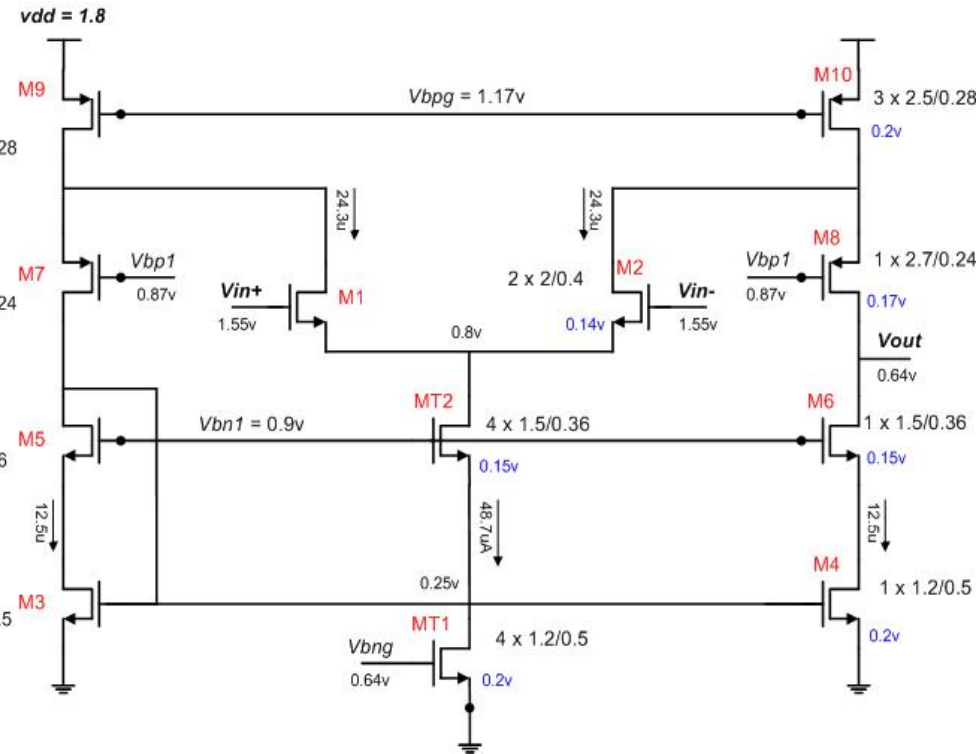 vdd = 1.8
M9
M10
Vbpg = 1.17v
3 x 2.5/0.28
0.2v
28
24.3u
24.3u
M7
Vbp1
0.87v
24
Vin+
1.55v
M1
2 x 2/0.4
M2
0.14v
Vin-
1.55v
Vbp1
0.87v
M8
1 x 2.7/0.24
0.17v
0.8v
Vout
0.64v
M5
6
Vbn1 = 0.9v
MT2
4 x 1.5/0.36
0.15v
M6
1 x 1.5/0.36
0.15v
12.5u
48.7uA
12.5u
M3
.5
0.25v
M4
1 x 1.2/0.5
0.2v
MT1
4 x 1.2/0.5
Vbng
0.64v
0.2v